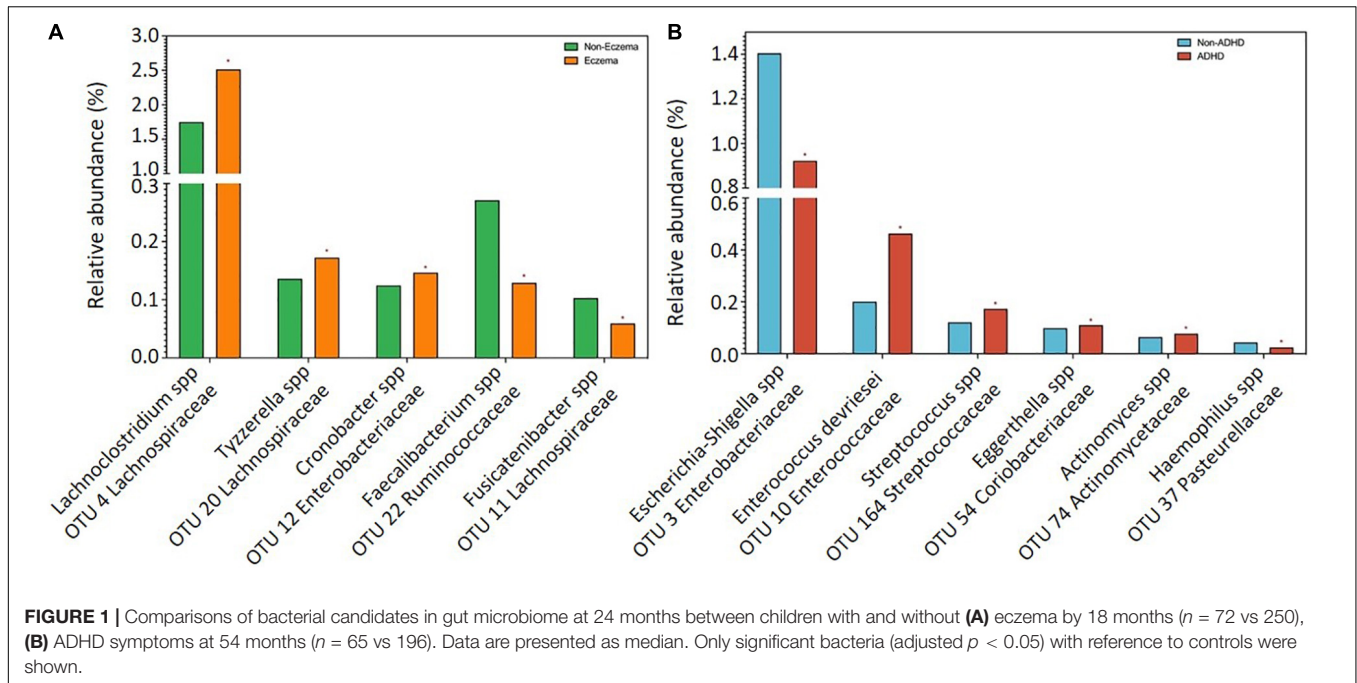 A
3.0
2.5
2.0
1.5
1.0
0.3
0.2
0.1
0.0
Relative abundance (%)
Non-Eczema
Eczema
*
*
*
*
*
Lachnoclostridium spp
OTU 4 Lachnospiraceae
Tyzzerella spp
OTU 20 Lachnospiraceae
Cronobacter spp
OTU 12 Enterobacteriaceae
Faecalibacterium spp
OTU 22 Ruminococcaceae
Fusicatenibacter spp
OTU 11 Lachnospiraceae
B
1.4
1.2
1.0
0.8
0.6
0.4
0.2
0.0
Relative abundance (%)
Non-ADHD
ADHD
*
*
*
*
*
*
Escherichia-Shigella spp
OTU 3 Enterobacteriaceae
Enterococcus devriesei
OTU 10 Enterococcaceae
Streptococcus spp
OTU 164 Streptococcaceae
Eggerthella spp
OTU 54 Coriobacteriaceae
Actinomyces spp
OTU 74 Actinomycetaceae
Haemophilus spp
OTU 37 Pasteurellaceae
FIGURE 1 | Comparisons of bacterial candidates in gut microbiome at 24 months between children with and without (A) eczema by 18 months (n = 72 vs 250),
(B) ADHD symptoms at 54 months (n = 65 vs 196). Data are presented as median. Only significant bacteria (adjusted p < 0.05) with reference to controls were
shown.